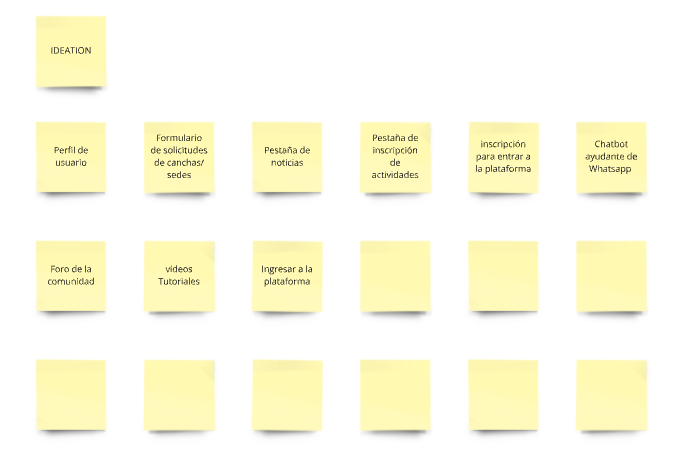 IDEATION
Perfil de
usuario
Formulario
de solicitudes
de canchas/
sedes
Pestaña de
noticias
Pestaña de
inscripción
de
actividades
inscripción
para entrar a
la plataforma
Chatbot
ayudante de
Whatsapp
Foro de la
comunidad
vídeos
Tutoriales
Ingresar a la
plataforma